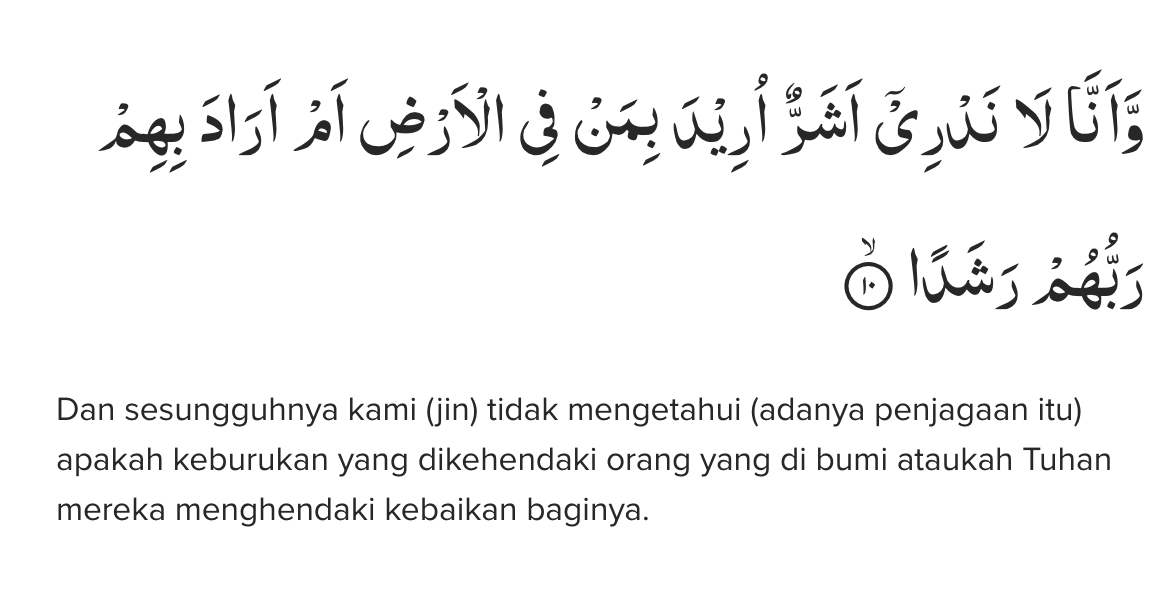 وَّاَنَّا لَا نَدْرِيْٓ اَشَرٌّ اُرِيْدَ بِمَنْ فِى الْاَرْضِ اَمْ اَرَادَ بِهِمْ
رَبُّهُمْ رَشَدًا ۙ ١٠
Dan sesungguhnya kami (jin) tidak mengetahui (adanya penjagaan itu)
apakah keburukan yang dikehendaki orang yang di bumi ataukah Tuhan
mereka menghendaki kebaikan baginya.